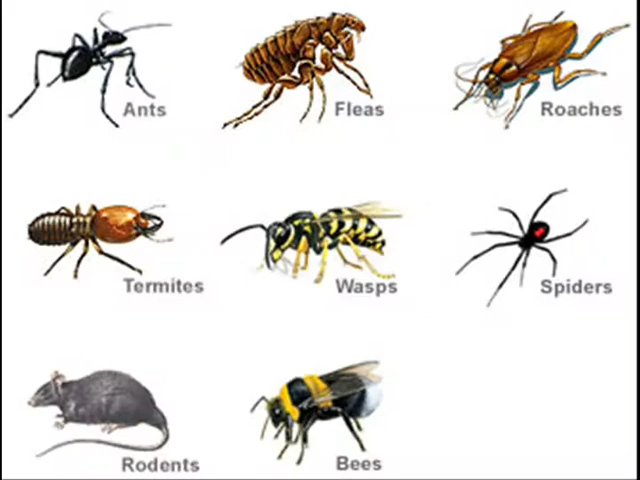 Ants
Fleas
Roaches
Termites
Wasps
Spiders
Rodents
Bees